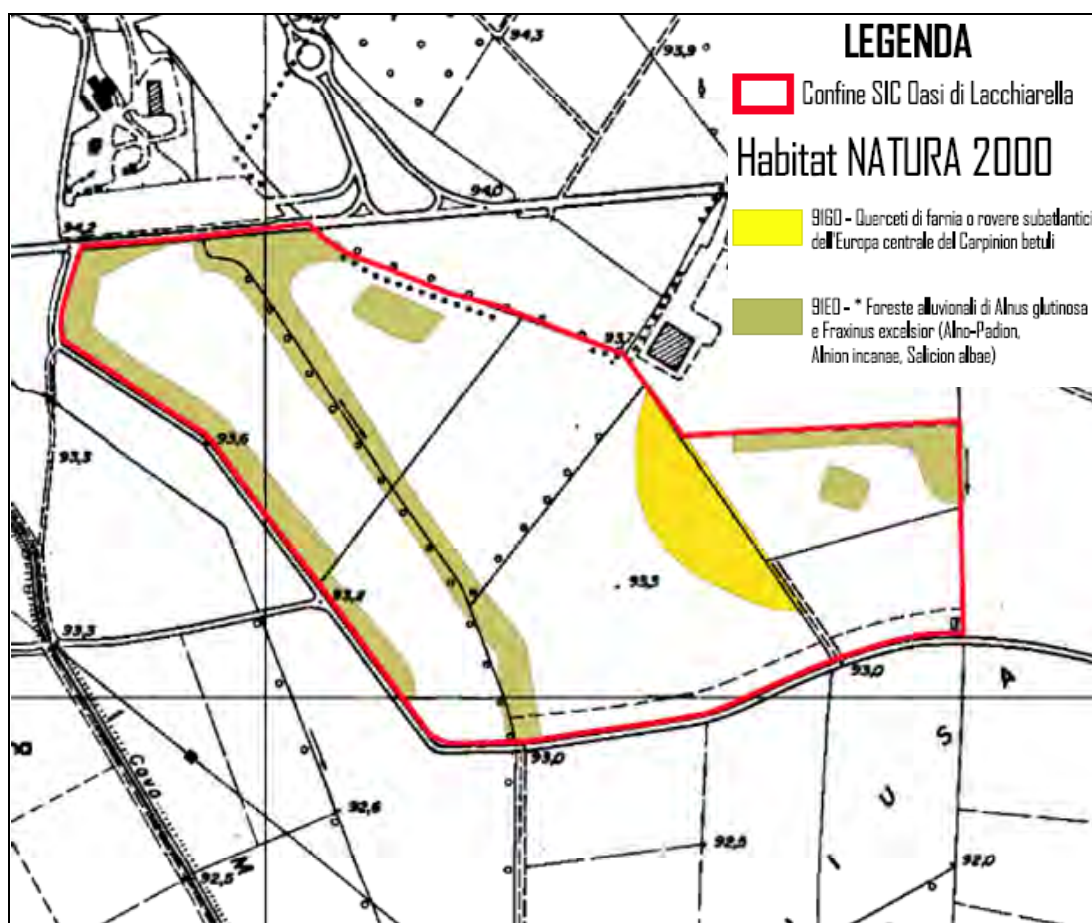 LEGENDA
Confine SIC Oasi di Lacchiarella
Habitat NATURA 2000
9160 - Querceti di farnia o rovere subatlantici
dell'Europa centrale del Carpinion betuli
91E0 - * Foreste alluvionali di Alnus glutinosa
e Fraxinus excelsior (Alno-Padion,
Alnion incanae, Salicion albae)
94,3
93,9
94,0
94,2
93,7
93,6
93,3
93,5
93,2
93,3
93,0
93,0
A
S
U
I
Cavo
M
92,6
92,5
92,5
92,0